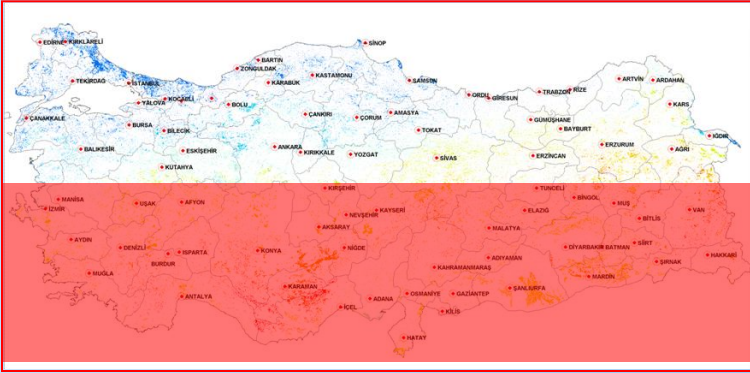 SİNOP
EDİRNE KIRKLARELİ
BARTIN
ZONGULDAK
KASTAMONU
TEKİRDAĞ İSTANBUL KARABÜK SAMSUN ARTVİN ARDAHAN
ORDU GİRESUN TRABZON RİZE
YALOVA KOCAELİ BOLU KARS
ÇANAKKALE ÇANKIRI ÇORUM AMASYA GÜMÜŞHANE
BURSA BİLECİK TOKAT BAYBURT IĞDIR
BALIKESİR ESKİŞEHİR ANKARA KIRIKKALE YOZGAT SİVAS ERZİNCAN ERZURUM AĞRI
KÜTAHYA
KIRŞEHİR TUNCELİ
MANİSA UŞAK AFYON BİNGÖL MUŞ
İZMİR NEVŞEHİR KAYSERİ ELAZIĞ BİTLİS VAN
AKSARAY MALATYA
AYDIN DENİZLİ ISPARTA KONYA NİĞDE DİYARBAKIR BATMAN SİİRT
BURDUR ADIYAMAN ŞIRNAK HAKKARİ
MUĞLA KAHRAMANMARAŞ MARDİN
ANTALYA KARAMAN ADANA OSMANİYE GAZİANTEP ŞANLIURFA
İÇEL KİLİS
HATAY